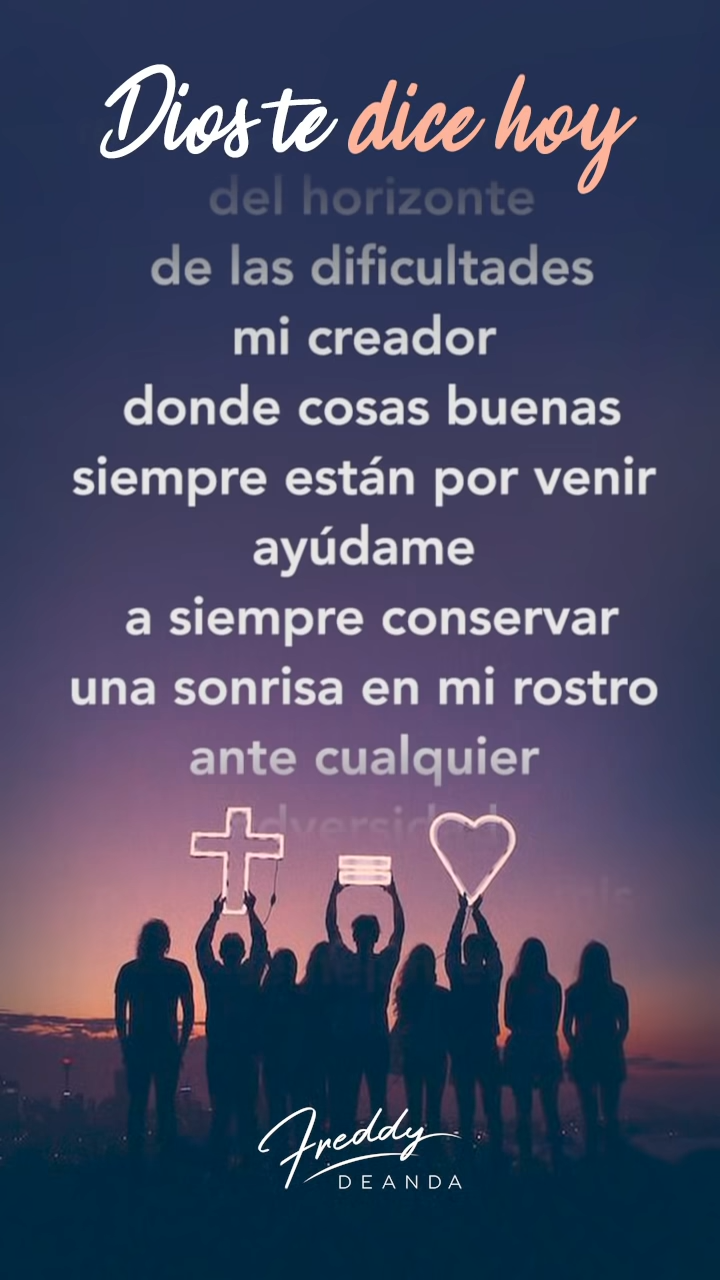 Dios te dice hoy
del horizonte
de las dificultades
mi creador
donde cosas buenas
siempre están por venir
ayúdame
a siempre conservar
una sonrisa en mi rostro
ante cualquier
adversidad
Freddy
DEANDA